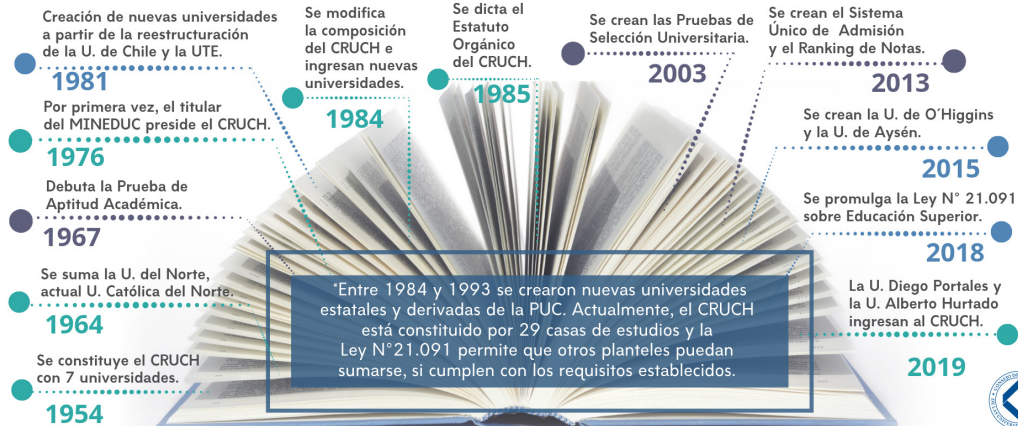 Se constituye el CRUCH
con 7 universidades.
1954
Se suma la U. del Norte,
actual U. Católica del Norte.
1964
Debuta la Prueba de
Aptitud Académica.
1967
Por primera vez, el titular
del MINEDUC preside el CRUCH.
1976
Creación de nuevas universidades
a partir de la reestructuración
de la U. de Chile y la UTE.
1981
Se modifica
la composición
del CRUCH e
ingresan nuevas
universidades.
1984
Se dicta el
Estatuto
Orgánico
del CRUCH.
1985
Se crean las Pruebas de
Selección Universitaria.
2003
Se crean el Sistema
Único de Admisión
y el Ranking de Notas.
2013
Se crean la U. de O´Higgins
y la U. de Aysén.
2015
Se promulga la Ley N° 21.091
sobre Educación Superior.
2018
La U. Diego Portales y
la U. Alberto Hurtado
ingresan al CRUCH.
2019
*Entre 1984 y 1993 se crearon nuevas universidades
estatales y derivadas de la PUC. Actualmente, el CRUCH
está constituido por 29 casas de estudios y la
Ley N°21.091 permite que otros planteles puedan
sumarse, si cumplen con los requisitos establecidos.